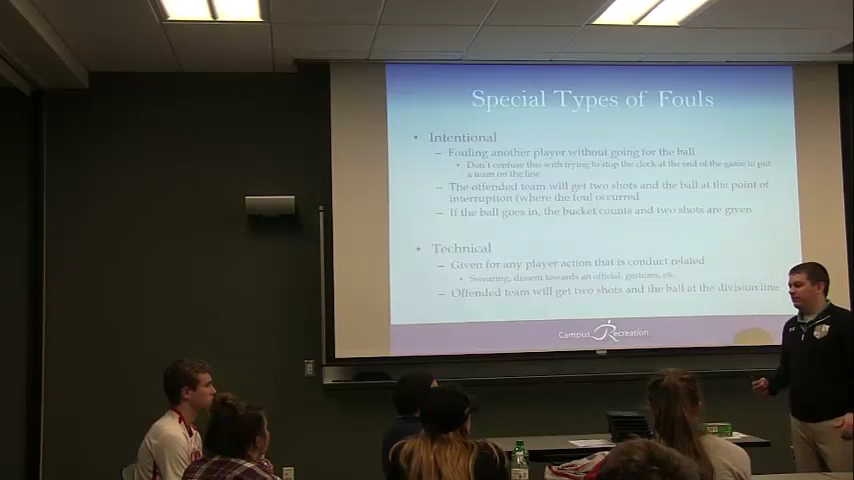 Special Types of Fouls
• Intentional
– Fouling another player without going for the ball
• Don't confuse this with trying to stop the clock at the end of the game to put
a team on the line
– The offended team will get two shots and the ball at the point of
interruption (where the foul occurred
– If the ball goes in, the bucket counts and two shots are given
• Technical
– Given for any player action that is conduct related
• Swearing, dissent towards an official, gestures, etc.
– Offended team will get two shots and the ball at the division line
Campus Recreation